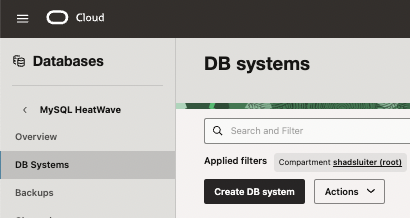 Cloud
Databases
MySQL HeatWave
Overview
DB Systems
Backups
DB systems
Search and Filter
Applied filters Compartment shadsluiter (root)
Create DB system Actions